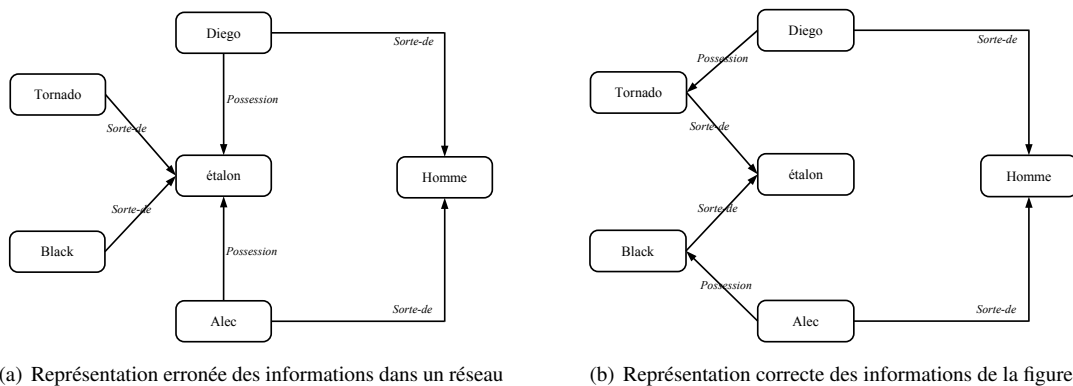 Diego
Sorte-de
Tornado
Possession
Sorte-de
étalon
Homme
Sorte-de
Black
Possession
Alec
Sorte-de
(a) Représentation erronée des informations dans un réseau
Diego
Sorte-de
Possession
Tornado
Sorte-de
étalon
Homme
Sorte-de
Black
Possession
Alec
Sorte-de
(b) Représentation correcte des informations de la figure